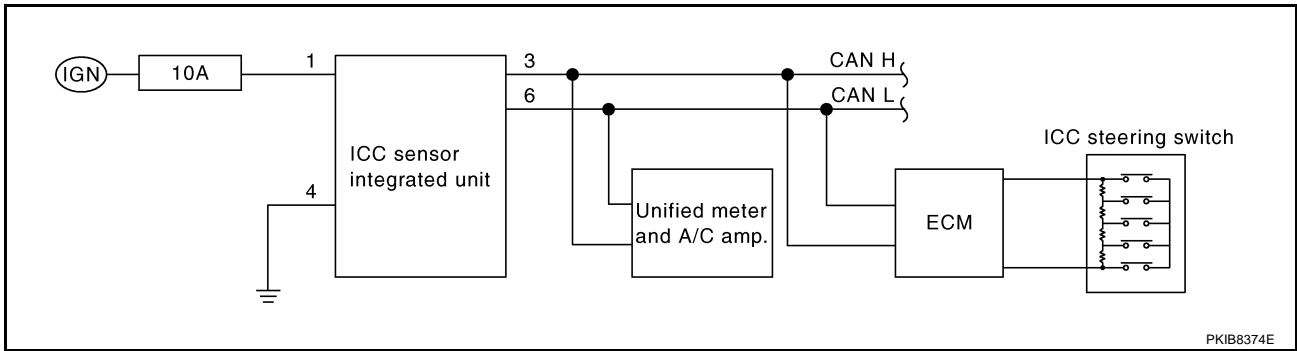 IGN
10A
1
3
CAN H
6
CAN L
ICC steering switch
ICC sensor
integrated unit
4
Unified meter
and A/C amp.
ECM
PKIB8374E